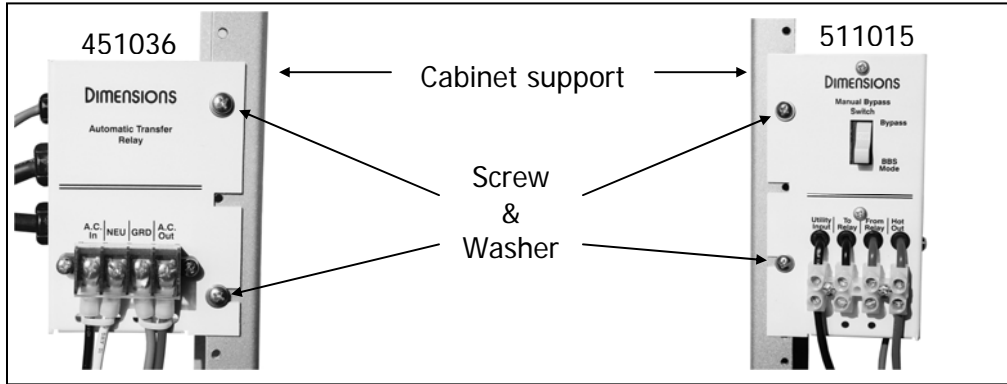 451036
DIMENSIONS
Automatic Transfer
Relay
A.C. In
NEU
GRD
A.C. Out
Cabinet support
Screw
&
Washer
511015
DIMENSIONS
Manual Bypass
Switch
Bypass
BBS
Mode
Utility Input
To Relay
From Relay
Hot Out